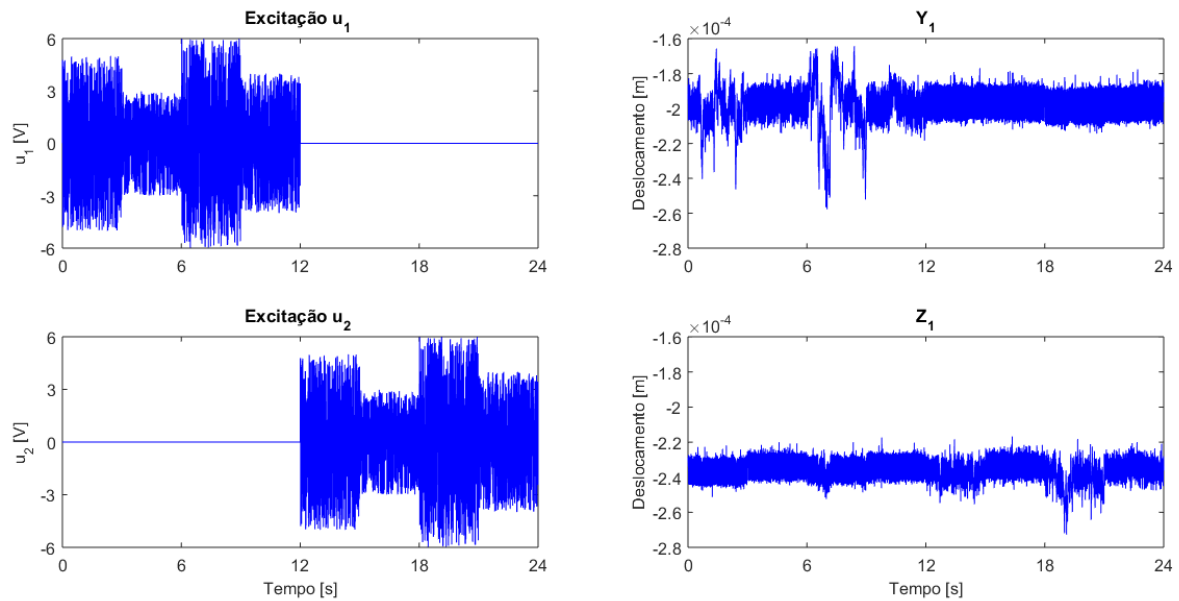 Excitação u1
6
3
0
-3
-6
u1 [V]
0 6 12 18 24
Y1
×10-4
-1.6
-1.8
-2
-2.2
-2.4
-2.6
-2.8
Deslocamento [m]
0 6 12 18 24
Excitação u2
6
3
0
-3
-6
u2 [V]
0 6 12 18 24
Tempo [s]
Z1
×10-4
-1.6
-1.8
-2
-2.2
-2.4
-2.6
-2.8
Deslocamento [m]
0 6 12 18 24
Tempo [s]